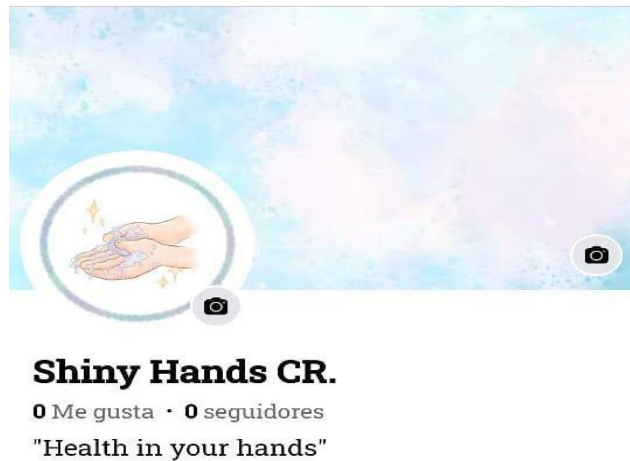 Shiny Hands CR.
0 Me gusta · 0 seguidores
"Health in your hands"